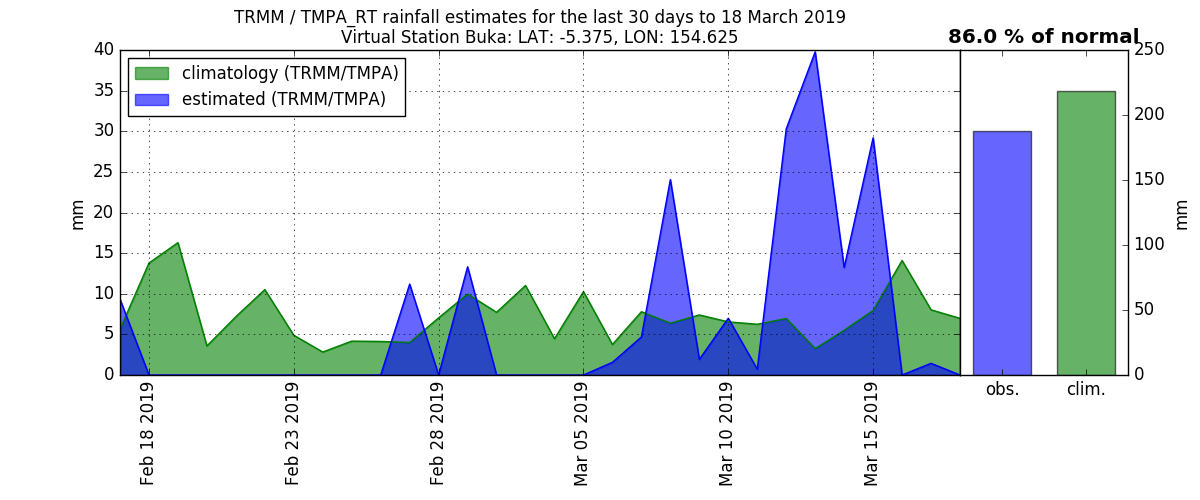 TRMM / TMPA_RT rainfall estimates for the last 30 days to 18 March 2019
Virtual Station Buka: LAT: -5.375, LON: 154.625
86.0 % of normal
climatology (TRMM/TMPA)
estimated (TRMM/TMPA)
40
35
30
25
20
15
10
5
0
mm
Feb 18 2019
Feb 23 2019
Feb 28 2019
Mar 05 2019
Mar 10 2019
Mar 15 2019
obs.
clim.
250
200
150
100
50
0
mm